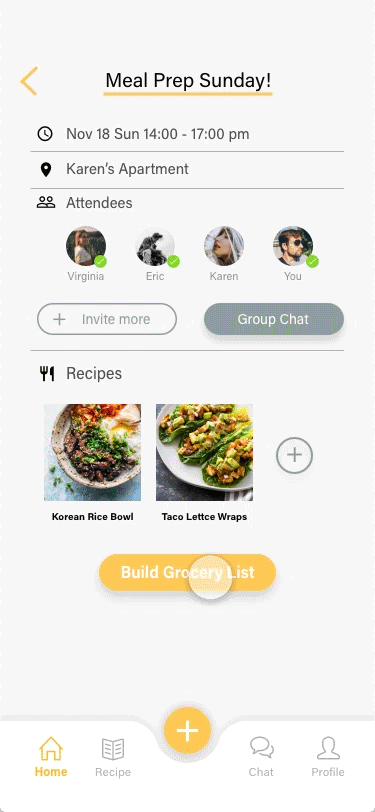 Meal Prep Sunday!
Nov 18 Sun 14:00 - 17:00 pm
Karen's Apartment
Attendees
Virginia Eric Karen You
+ Invite more Group Chat
Recipes
Korean Rice Bowl Taco Lettce Wraps
Build Grocery List
Home Recipe Chat Profile